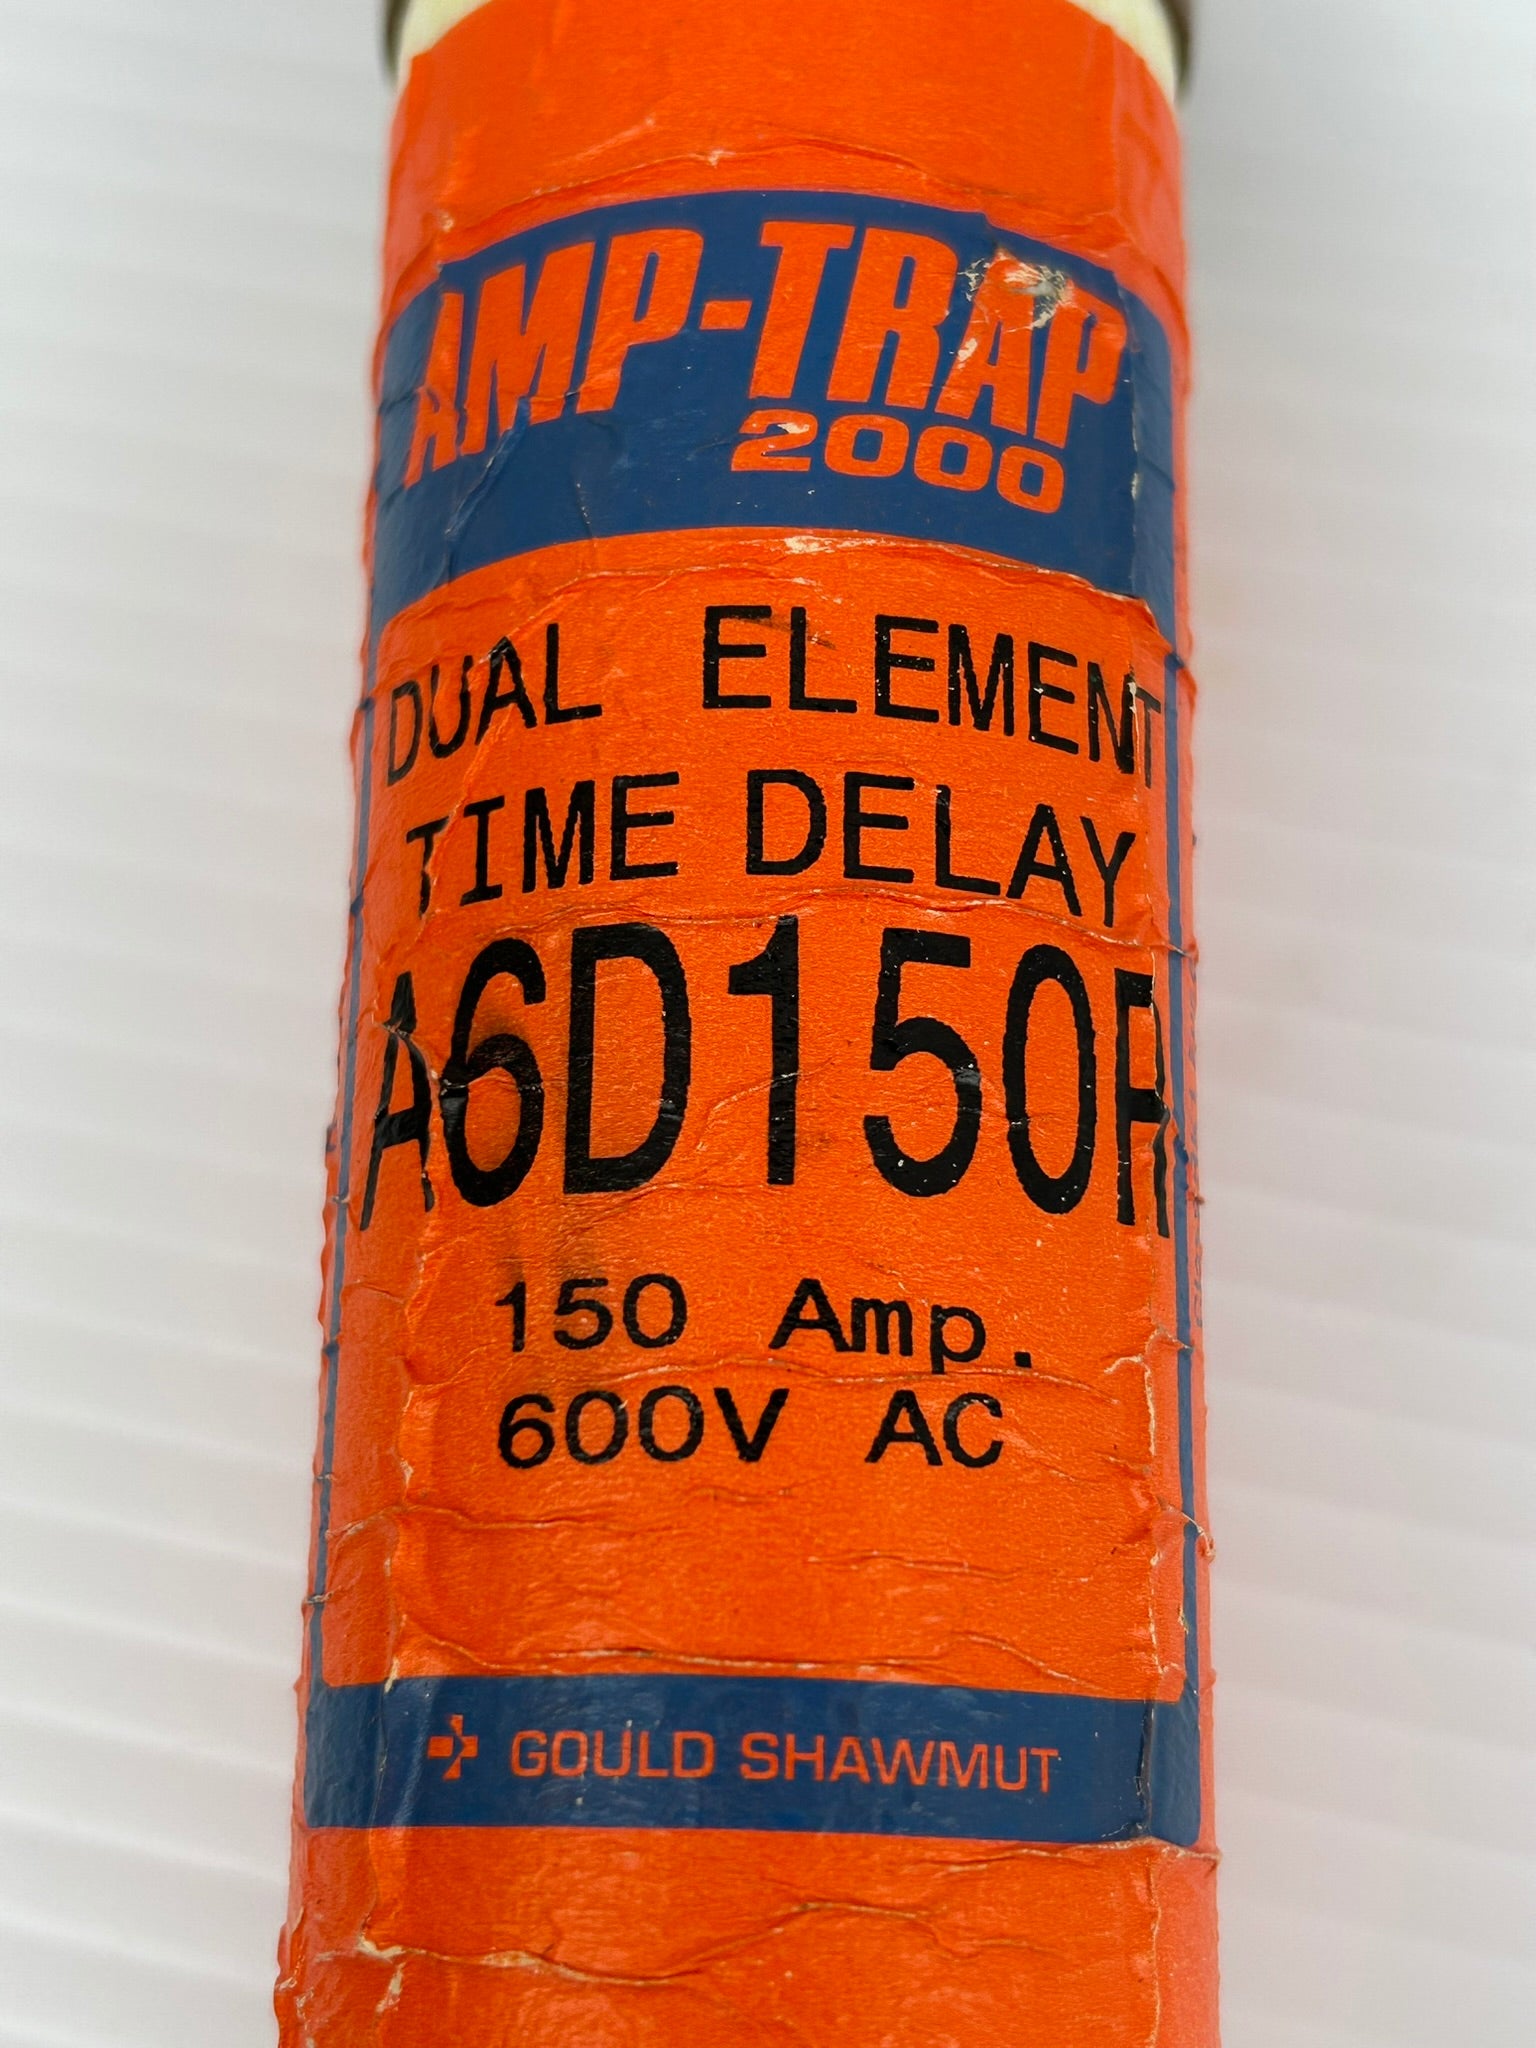 AMP-TRAP
2000
DUAL ELEMENT
TIME DELAY
A6D150R
150 Amp.
600V AC
GOULD SHAWMUT